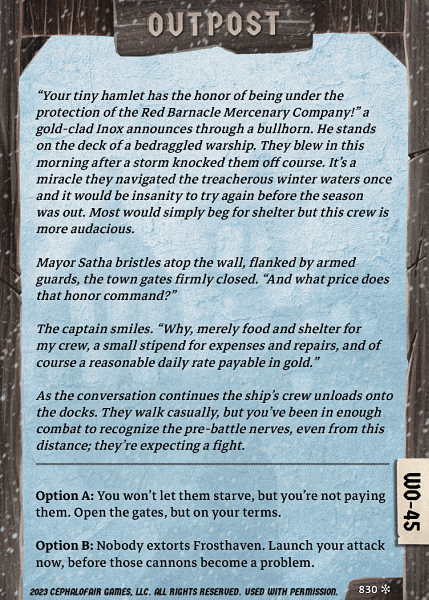 OUTPOST
“Your tiny hamlet has the honor of being under the
protection of the Red Barnacle Mercenary Company!” a
gold-clad Inox announces through a bullhorn. He stands
on the deck of a bedraggled warship. They blew in this
morning after a storm knocked them off course. It’s a
miracle they navigated the treacherous winter waters once
and it would be insanity to try again before the season
was out. Most would simply beg for shelter but this crew is
more audacious.
Mayor Satha bristles atop the wall, flanked by armed
guards, the town gates firmly closed. “And what price does
that honor command?”
The captain smiles. “Why, merely food and shelter for
my crew, a small stipend for expenses and repairs, and of
course a reasonable daily rate payable in gold.”
As the conversation continues the ship’s crew unloads onto
the docks. They walk casually, but you’ve been in enough
combat to recognize the pre-battle nerves, even from this
distance; they’re expecting a fight.
Option A: You won’t let them starve, but you’re not paying
them. Open the gates, but on your terms.
Option B: Nobody extorts Frosthaven. Launch your attack
now, before those cannons become a problem.
WO-45
2023 CEPHALOFAIR GAMES, LLC. ALL RIGHTS RESERVED. USED WITH PERMISSION.
830